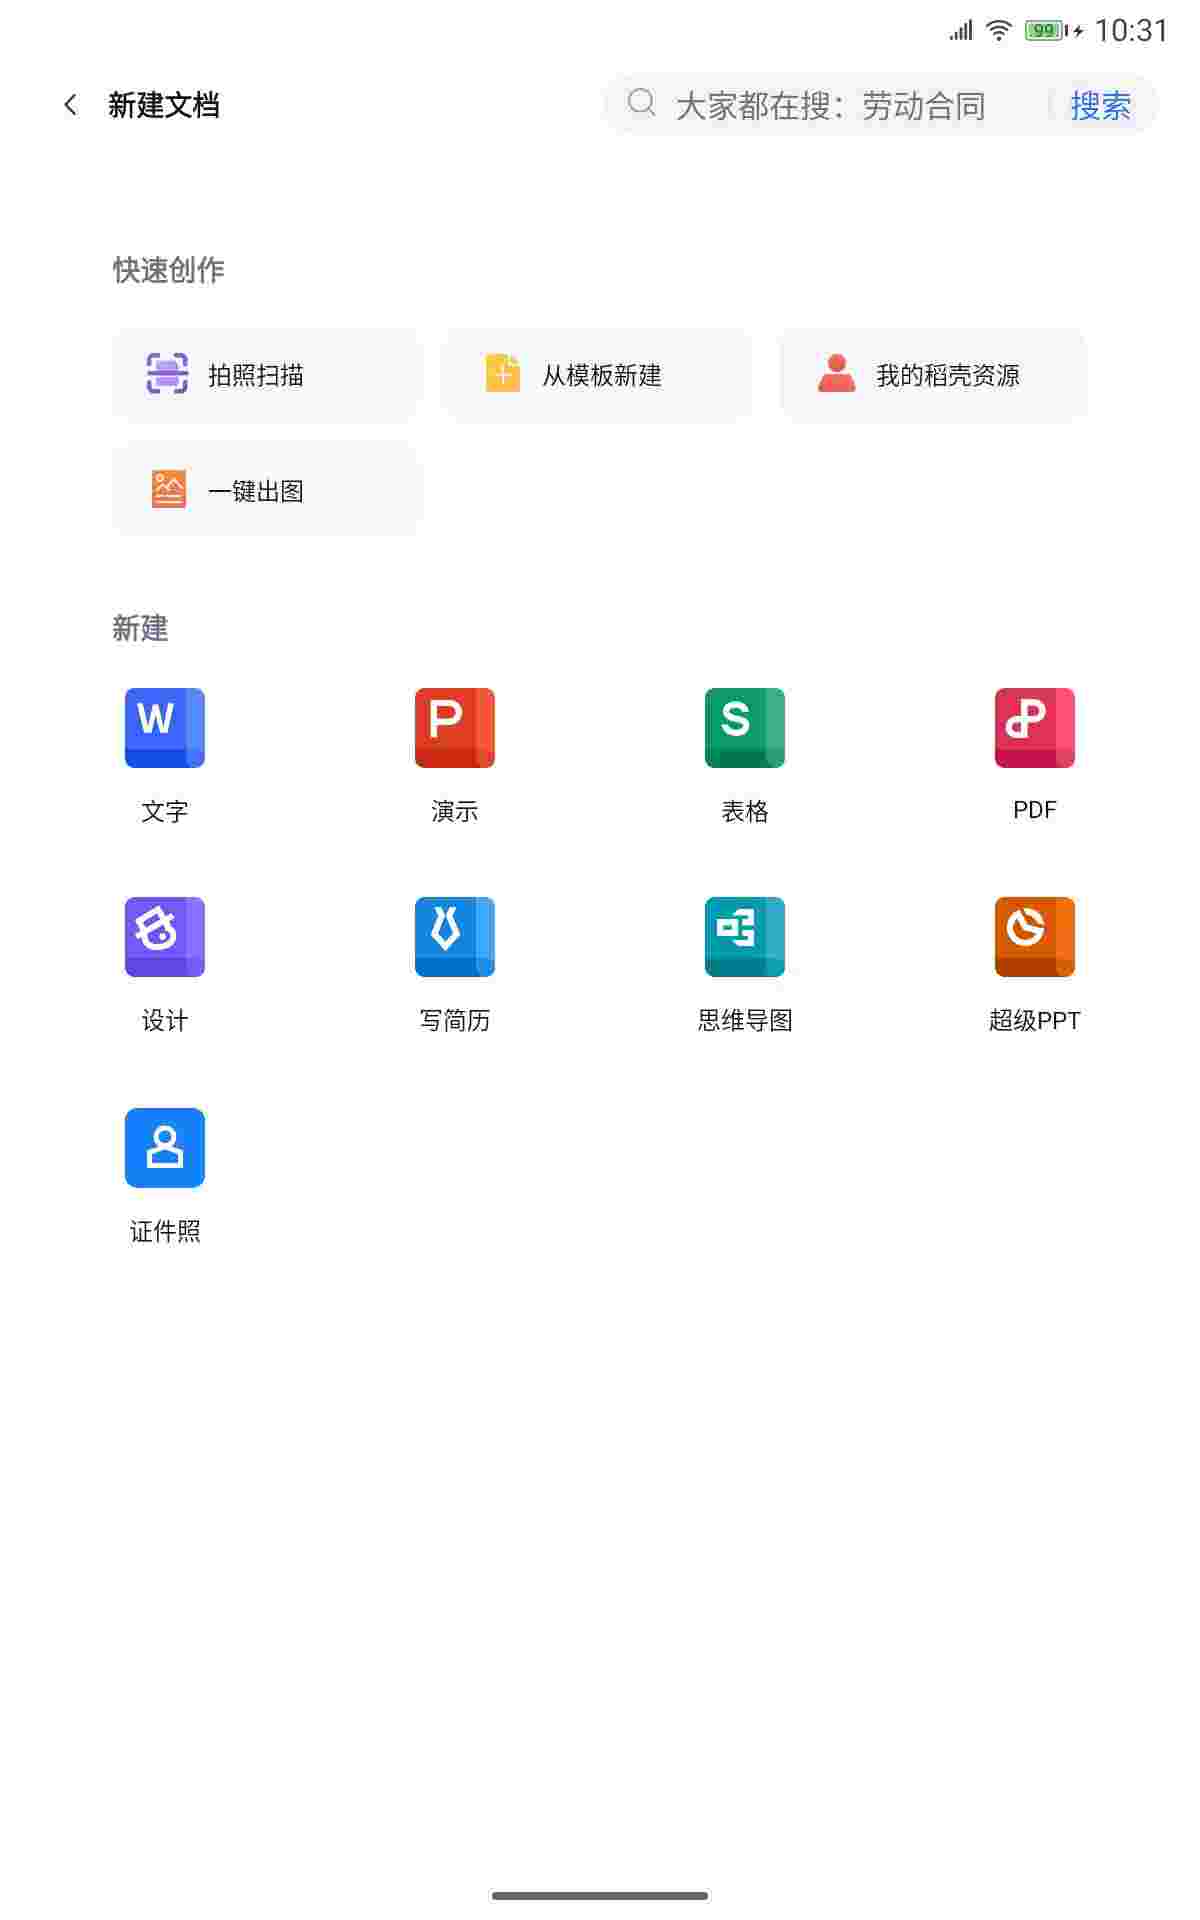 99 10:31
新建文档
大家都在搜：劳动合同 搜索
快速创作
拍照扫描 从模板新建 我的稻壳资源
一键出图
新建
W P S P
文字 演示 表格 PDF
设计 写简历 思维导图 超级PPT
证件照